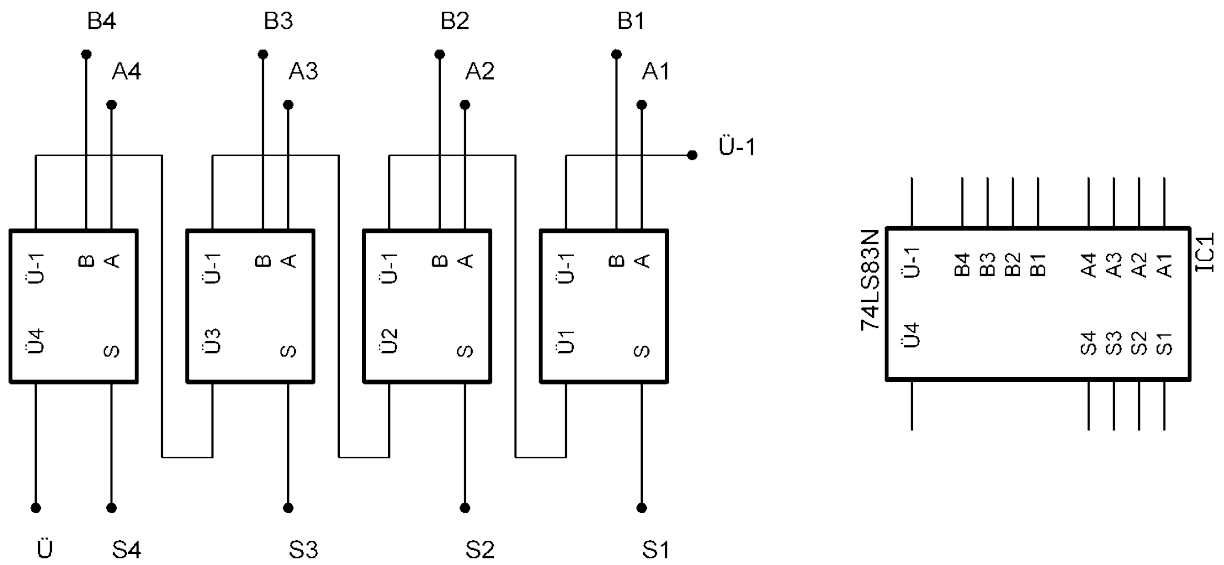 B4 B3 B2 B1
A4 A3 A2 A1
Ü-1
Ü-1 B A Ü-1 B A Ü-1 B A Ü-1 B A
Ü4 S Ü3 S Ü2 S Ü1 S
Ü S4 S3 S2 S1
74LS83N
Ü-1 B4 B3 B2 B1 A4 A3 A2 A1
Ü4 S4 S3 S2 S1
IC1